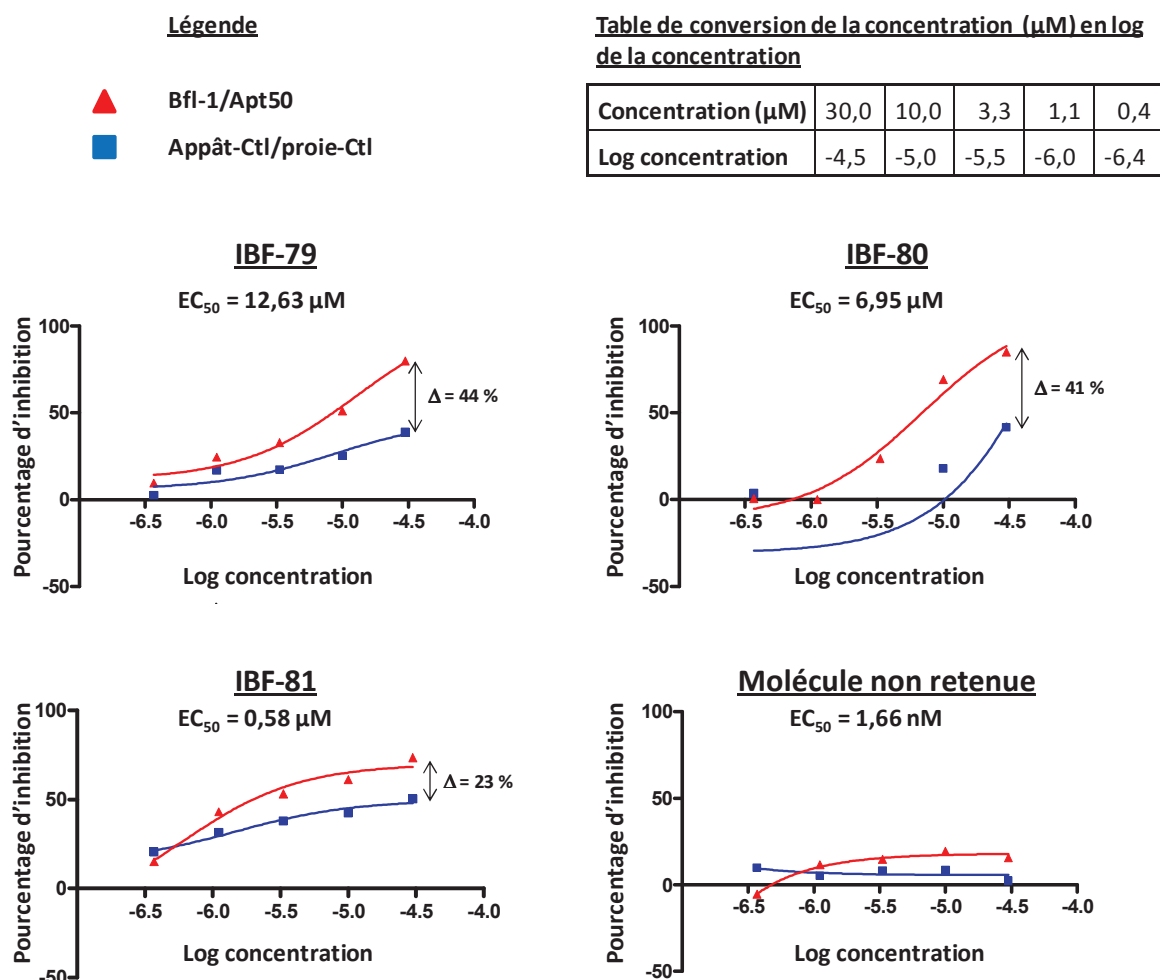 Légende
Bfl-1/Apt50
Appât-Ctl/proie-Ctl
Table de conversion de la concentration (µM) en log
de la concentration
Concentration (µM) 30,0 10,0 3,3 1,1 0,4
Log concentration -4,5 -5,0 -5,5 -6,0 -6,4
IBF-79
EC50 = 12,63 µM
Pourcentage d'inhibition
100
50
0
-50
-6.5 -6.0 -5.5 -5.0 -4.5 -4.0
Log concentration
Δ = 44 %
IBF-80
EC50 = 6,95 µM
Pourcentage d'inhibition
100
50
0
-50
-6.5 -6.0 -5.5 -5.0 -4.5 -4.0
Log concentration
Δ = 41 %
IBF-81
EC50 = 0,58 µM
Pourcentage d'inhibition
100
50
0
-50
-6.5 -6.0 -5.5 -5.0 -4.5 -4.0
Log concentration
Δ = 23 %
Molécule non retenue
EC50 = 1,66 nM
Pourcentage d'inhibition
100
50
0
-50
-6.5 -6.0 -5.5 -5.0 -4.5 -4.0
Log concentration